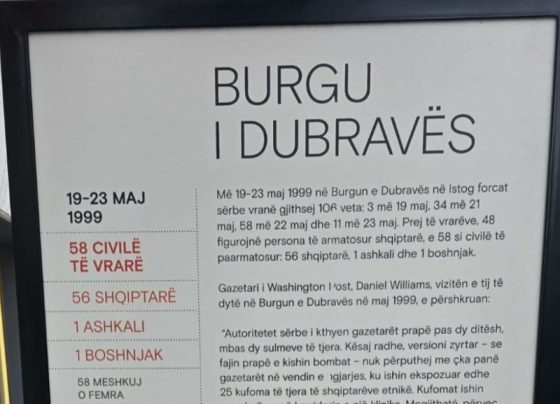 BURGU
I DUBRAVËS
19-23 MAJ
1999
58 CIVILË
TË VRARË
56 SHQIPTARË
1 ASHKALI
1 BOSHNJAK
58 MESHKUJ
0 FEMRA
Më 19-23 maj 1999 në Burgun e Dubravës në Istog forcat
sërbe vranë gjithsej 106 veta: 3 më 19 maj, 34 më 21
maj, 58 më 22 maj dhe 11 më 23 maj. Prej të vrarëve, 48
figurojnë persona të armatosur shqiptarë, e 58 si civilë të
paarmatosur: 56 shqiptarë, 1 ashkali dhe 1 boshnjak.
Gazetari i Washington Post, Daniel Williams, vizitën e tij të
dytë në Burgun e Dubravës në maj 1999, e përshkruan:
"Autoritetet sërbe i kthyen gazetarët prapë pas dy ditësh,
mbas dy sulmeve të tjera. Kësaj radhe, versioni zyrtar – se
fajin prapë e kishin bombat – nuk përputhej me çka panë
gazetarët në vendin e ngjarjes, ku ishin ekspozuar edhe
25 kufoma të tjera të shqiptarëve etnikë. Kufomat ishin